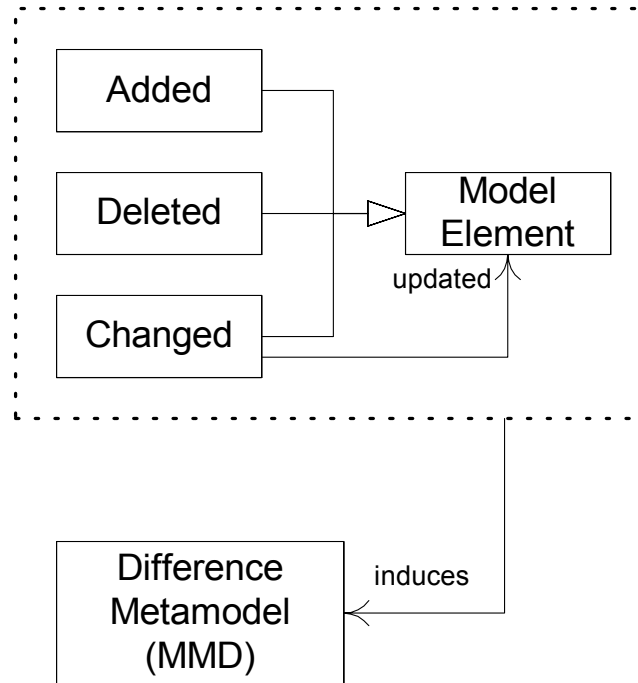 Added
Deleted
Model
Element
updated
Changed
induces
Difference
Metamodel
(MMD)